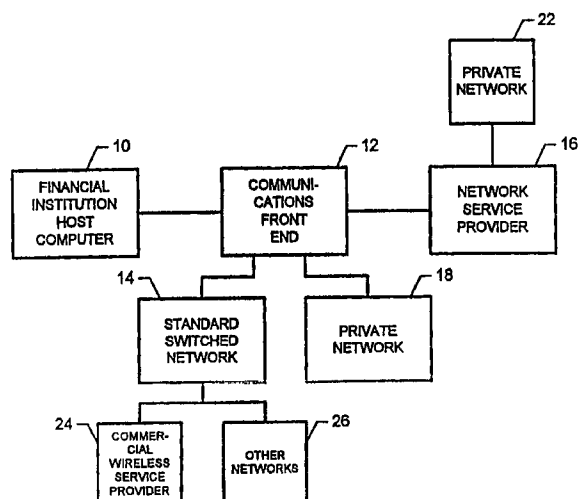 22
PRIVATE
NETWORK
10
12
16
FINANCIAL
INSTITUTION
HOST
COMPUTER
COMMUNI-
CATIONS
FRONT
END
NETWORK
SERVICE
PROVIDER
14
18
STANDARD
SWITCHED
NETWORK
PRIVATE
NETWORK
24
26
COMMER-
CIAL
WIRELESS
SERVICE
PROVIDER
OTHER
NETWORKS